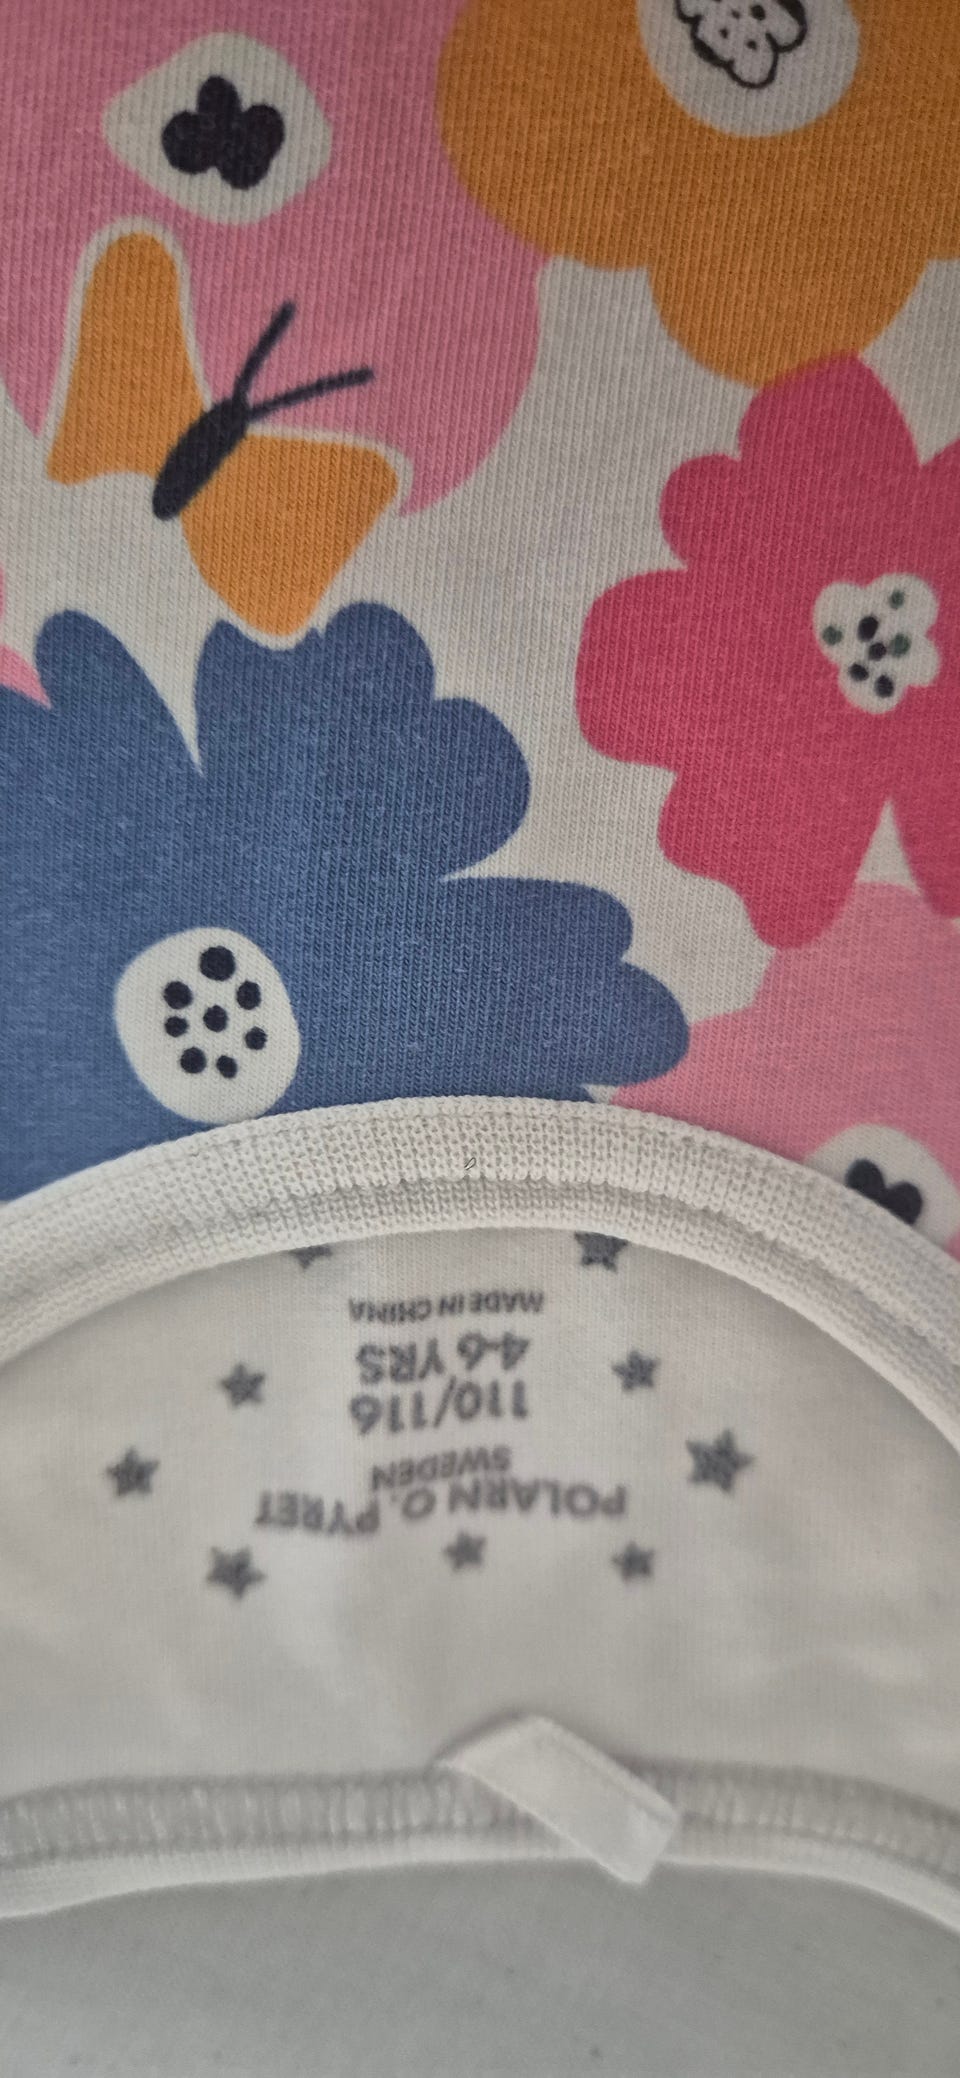 POLARN O. PYRET
SWEDEN
110/116
4-6 YRS
MADE IN CHINA